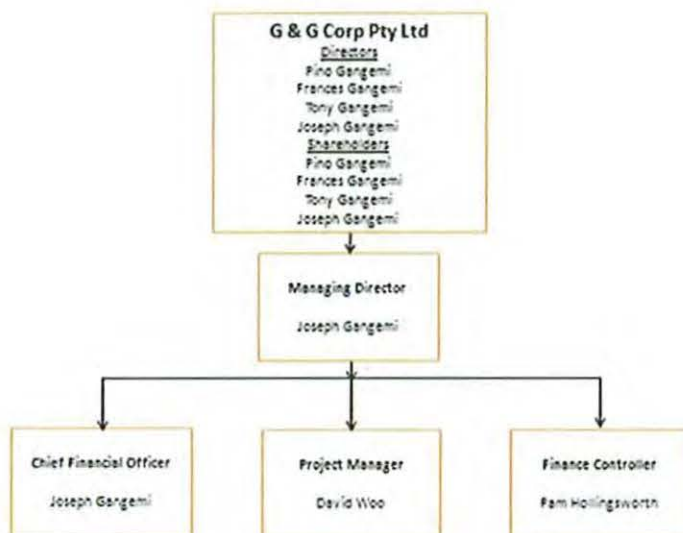 G & G Corp Pty Ltd
Directors
Pino Gangemi
Frances Gangemi
Tony Gangemi
Joseph Gangemi
Shareholders
Pino Gangemi
Frances Gangemi
Tony Gangemi
Joseph Gangemi
Managing Director
Joseph Gangemi
Chief Financial Officer
Joseph Gangemi
Project Manager
David Woo
Finance Controller
Pam Hollingsworth